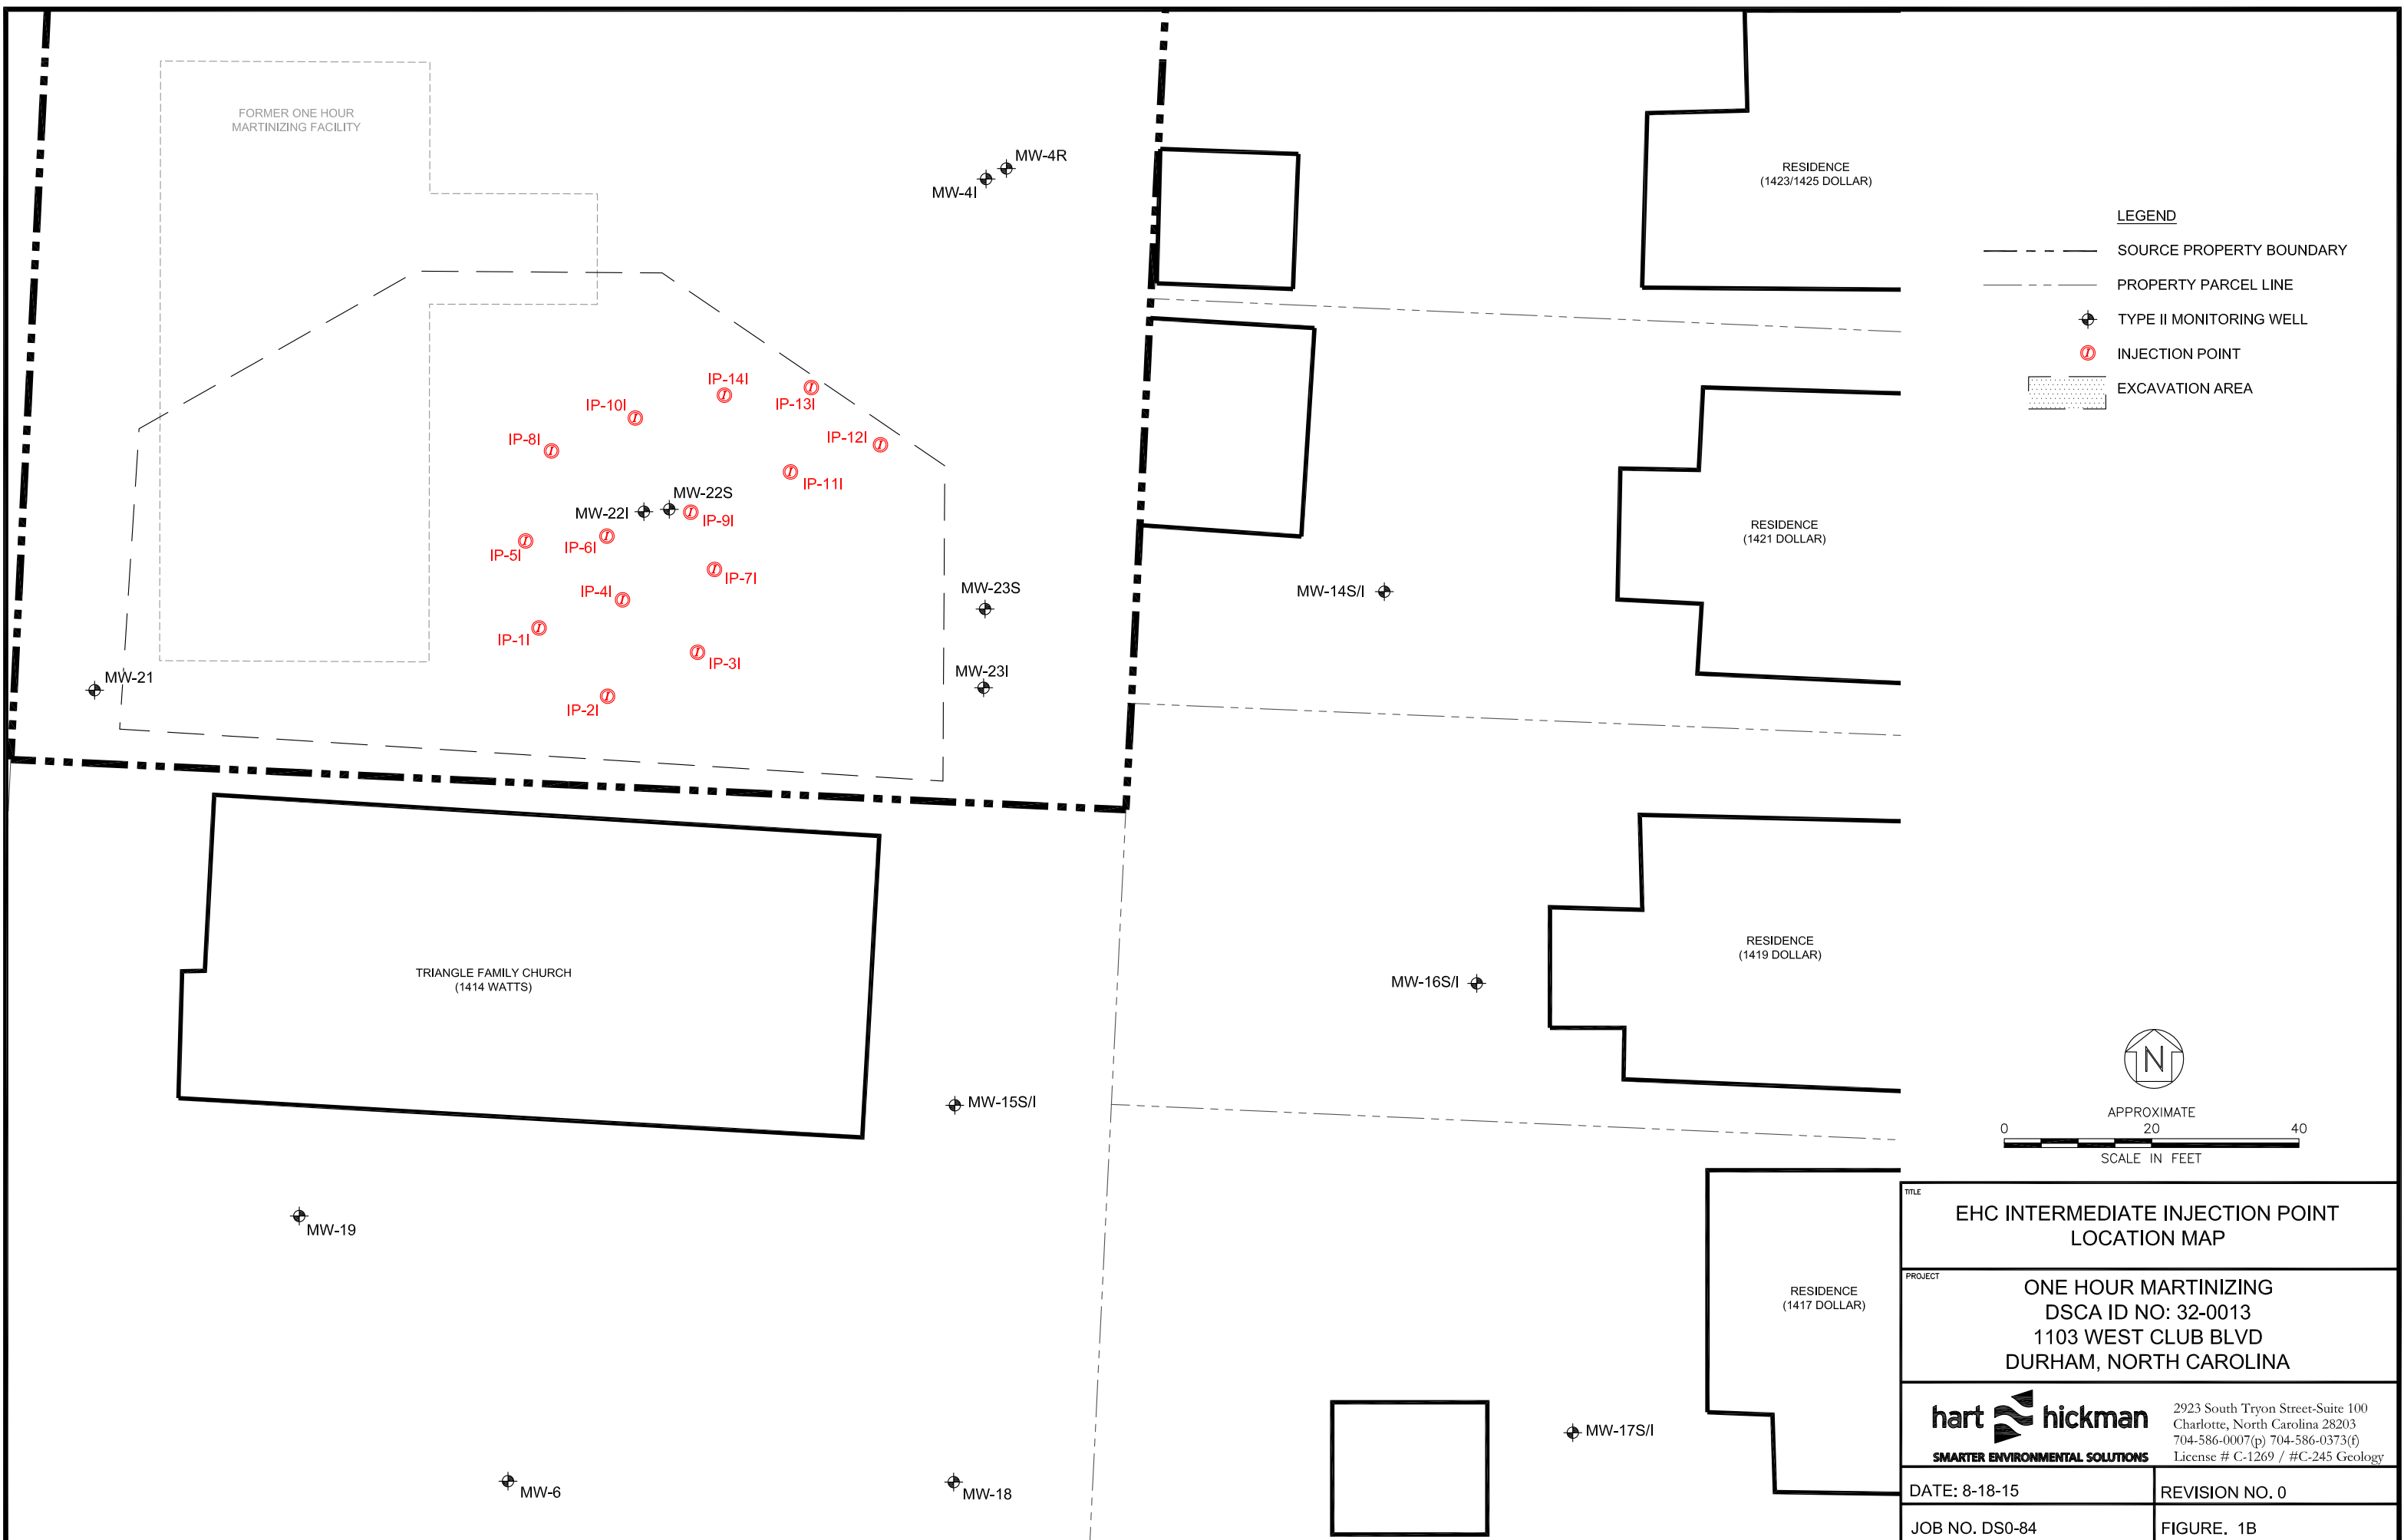 FORMER ONE HOUR
MARTINIZING FACILITY
MW-4R
MW-4I
RESIDENCE
(1423/1425 DOLLAR)
LEGEND
SOURCE PROPERTY BOUNDARY
PROPERTY PARCEL LINE
TYPE II MONITORING WELL
INJECTION POINT
EXCAVATION AREA
IP-14I
IP-13I
IP-10I
IP-12I
IP-8I
IP-11I
MW-22S
MW-22I
IP-9I
IP-5I
IP-6I
IP-7I
IP-4I
IP-1I
IP-3I
IP-2I
MW-21
MW-23S
MW-23I
MW-14S/I
RESIDENCE
(1421 DOLLAR)
TRIANGLE FAMILY CHURCH
(1414 WATTS)
MW-16S/I
RESIDENCE
(1419 DOLLAR)
MW-15S/I
MW-19
MW-6
MW-18
MW-17S/I
RESIDENCE
(1417 DOLLAR)
N
APPROXIMATE
0 20 40
SCALE IN FEET
TITLE
EHC INTERMEDIATE INJECTION POINT
LOCATION MAP
PROJECT
ONE HOUR MARTINIZING
DSCA ID NO: 32-0013
1103 WEST CLUB BLVD
DURHAM, NORTH CAROLINA
hart hickman
SMARTER ENVIRONMENTAL SOLUTIONS
2923 South Tryon Street-Suite 100
Charlotte, North Carolina 28203
704-586-0007(p) 704-586-0373(f)
License # C-1269 / #C-245 Geology
DATE: 8-18-15
REVISION NO. 0
JOB NO. DS0-84
FIGURE. 1B